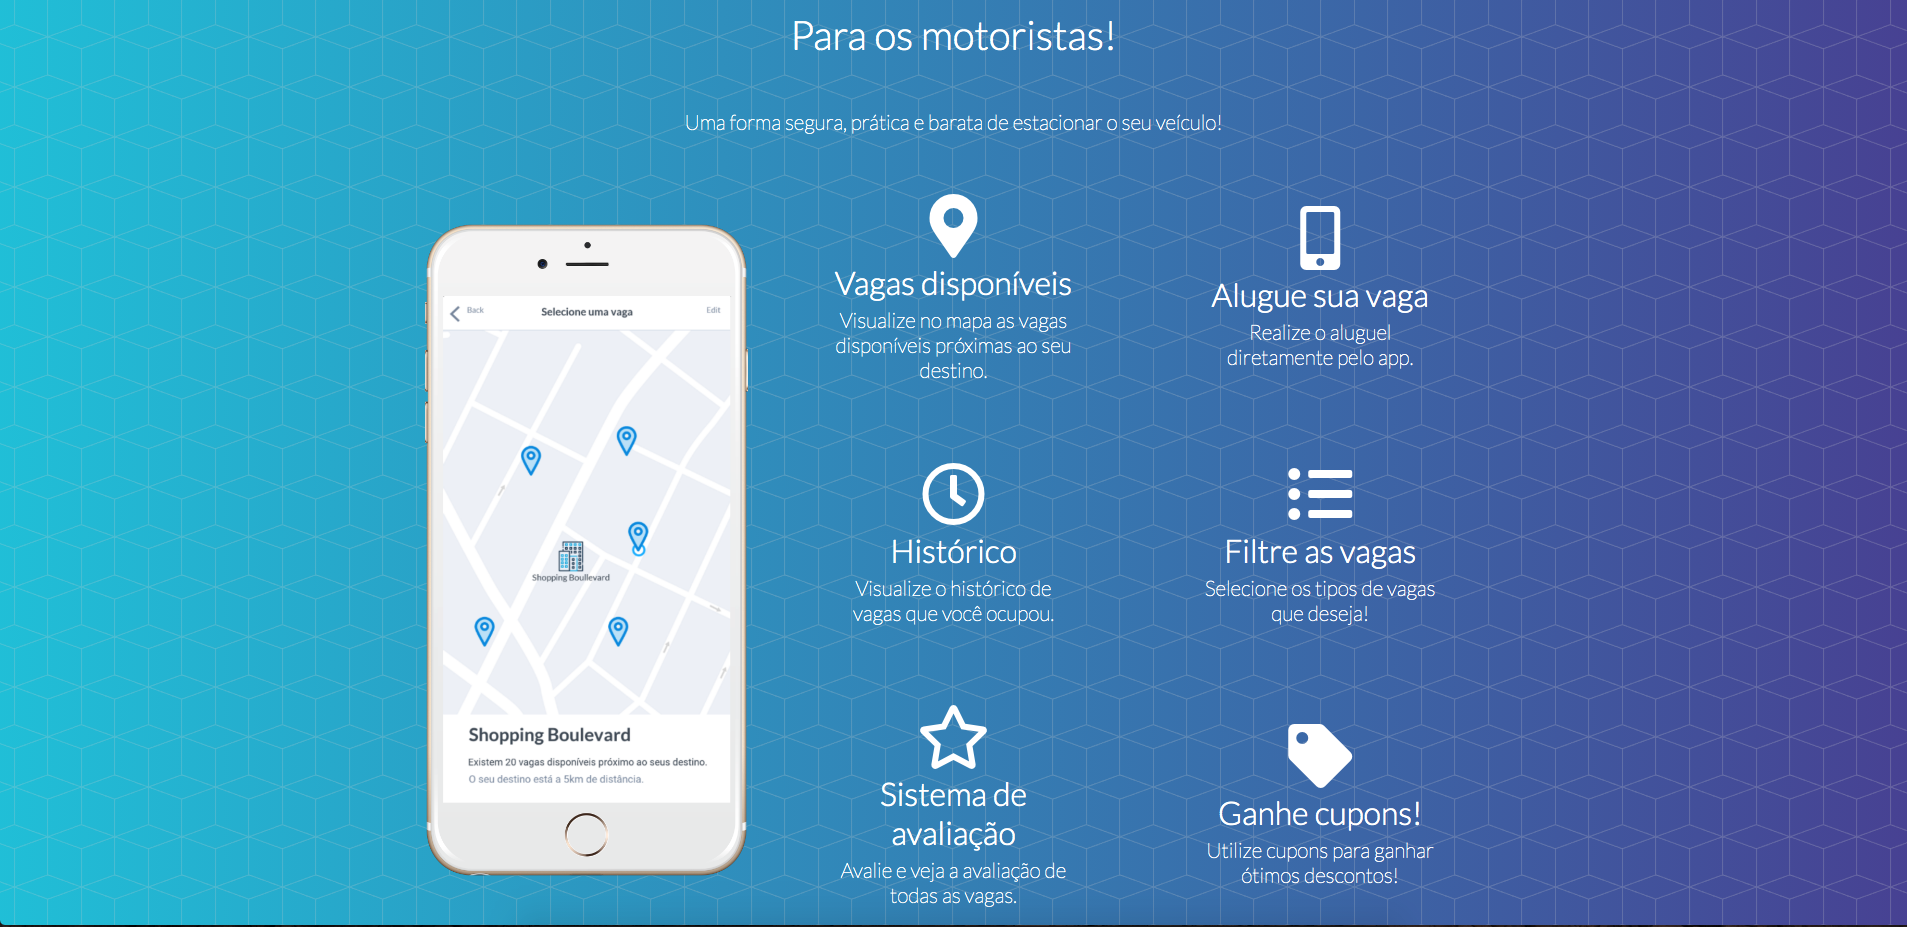 Para os motoristas!
Uma forma segura, prática e barata de estacionar o seu veículo!
Back
Selecione uma vaga
Edit
Shopping Boullevard
Shopping Boulevard
Existem 20 vagas disponíveis próximo ao seus destino.
O seu destino está a 5km de distância.
Vagas disponíveis
Visualize no mapa as vagas
disponíveis próximas ao seu
destino.
Alugue sua vaga
Realize o aluguel
diretamente pelo app.
Histórico
Visualize o histórico de
vagas que você ocupou.
Filtre as vagas
Selecione os tipos de vagas
que deseja!
Sistema de
avaliação
Avalie e veja a avaliação de
todas as vagas.
Ganhe cupons!
Utilize cupons para ganhar
ótimos descontos!